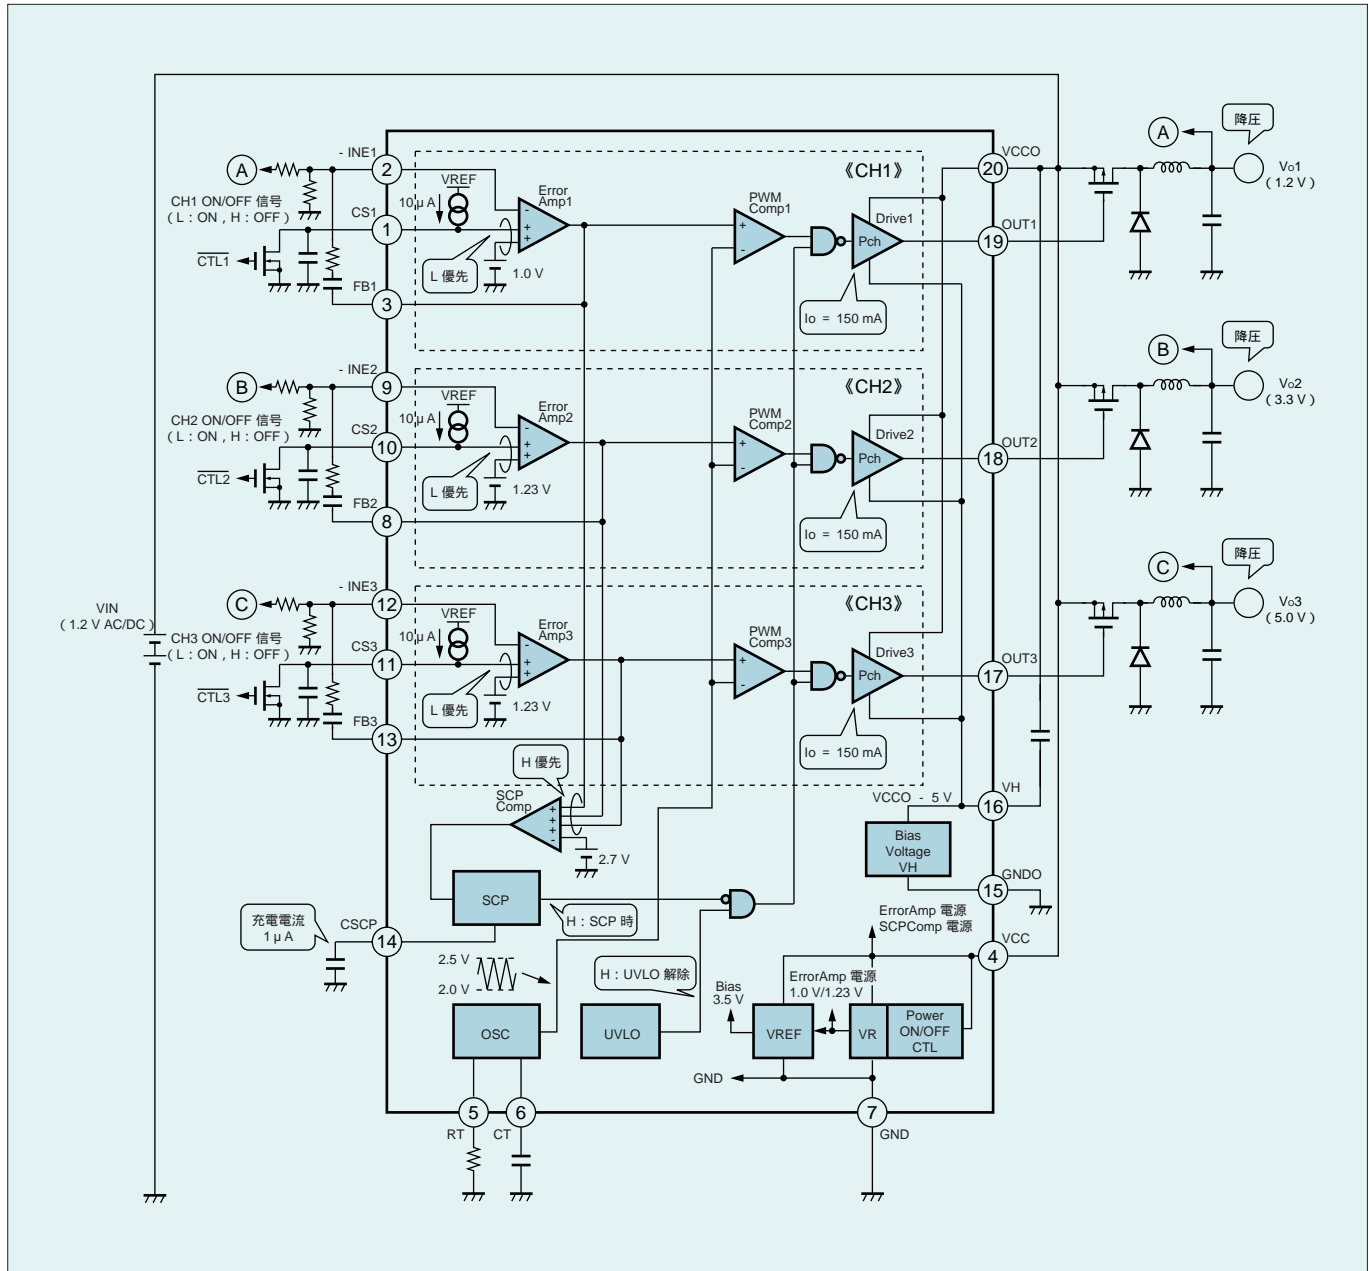 A
降圧
VCCO
Vo1
( 1.2 V )
- INE1
2
A
CH1 ON/OFF 信号
( L : ON , H : OFF )
CS1
1
CTL1
FB1
3
VREF
10 μ A
Error
Amp1
L 優先
1.0 V
PWM
Comp1
《CH1》
Drive1
Pch
Io = 150 mA
20
OUT1
19
B
降圧
Vo2
( 3.3 V )
- INE2
9
B
CH2 ON/OFF 信号
( L : ON , H : OFF )
CS2
10
CTL2
FB2
8
VREF
10 μ A
Error
Amp2
L 優先
1.23 V
PWM
Comp2
《CH2》
Drive2
Pch
Io = 150 mA
OUT2
18
C
降圧
Vo3
( 5.0 V )
VIN
( 1.2 V AC/DC )
- INE3
12
C
CH3 ON/OFF 信号
( L : ON , H : OFF )
CS3
11
CTL3
FB3
13
VREF
10 μ A
Error
Amp3
L 優先
1.23 V
PWM
Comp3
《CH3》
Drive3
Pch
Io = 150 mA
OUT3
17
H 優先
SCP
Comp
2.7 V
VCCO - 5 V
VH
16
Bias
Voltage
VH
GNDO
15
SCP
H : SCP 時
充電電流
1 μ A
CSCP
14
ErrorAmp 電源
SCPComp 電源
VCC
4
2.5 V
2.0 V
H : UVLO 解除
Bias
3.5 V
ErrorAmp 電源
1.0 V/1.23 V
OSC
UVLO
VREF
VR
Power
ON/OFF
CTL
GND
5
RT
6
CT
7
GND